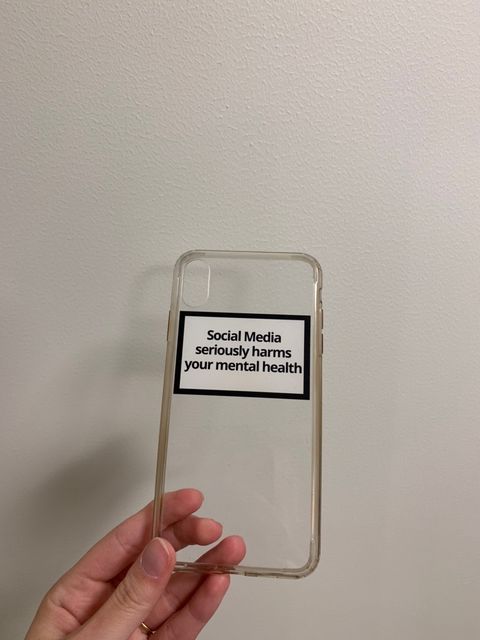 Social Media
seriously harms
your mental health